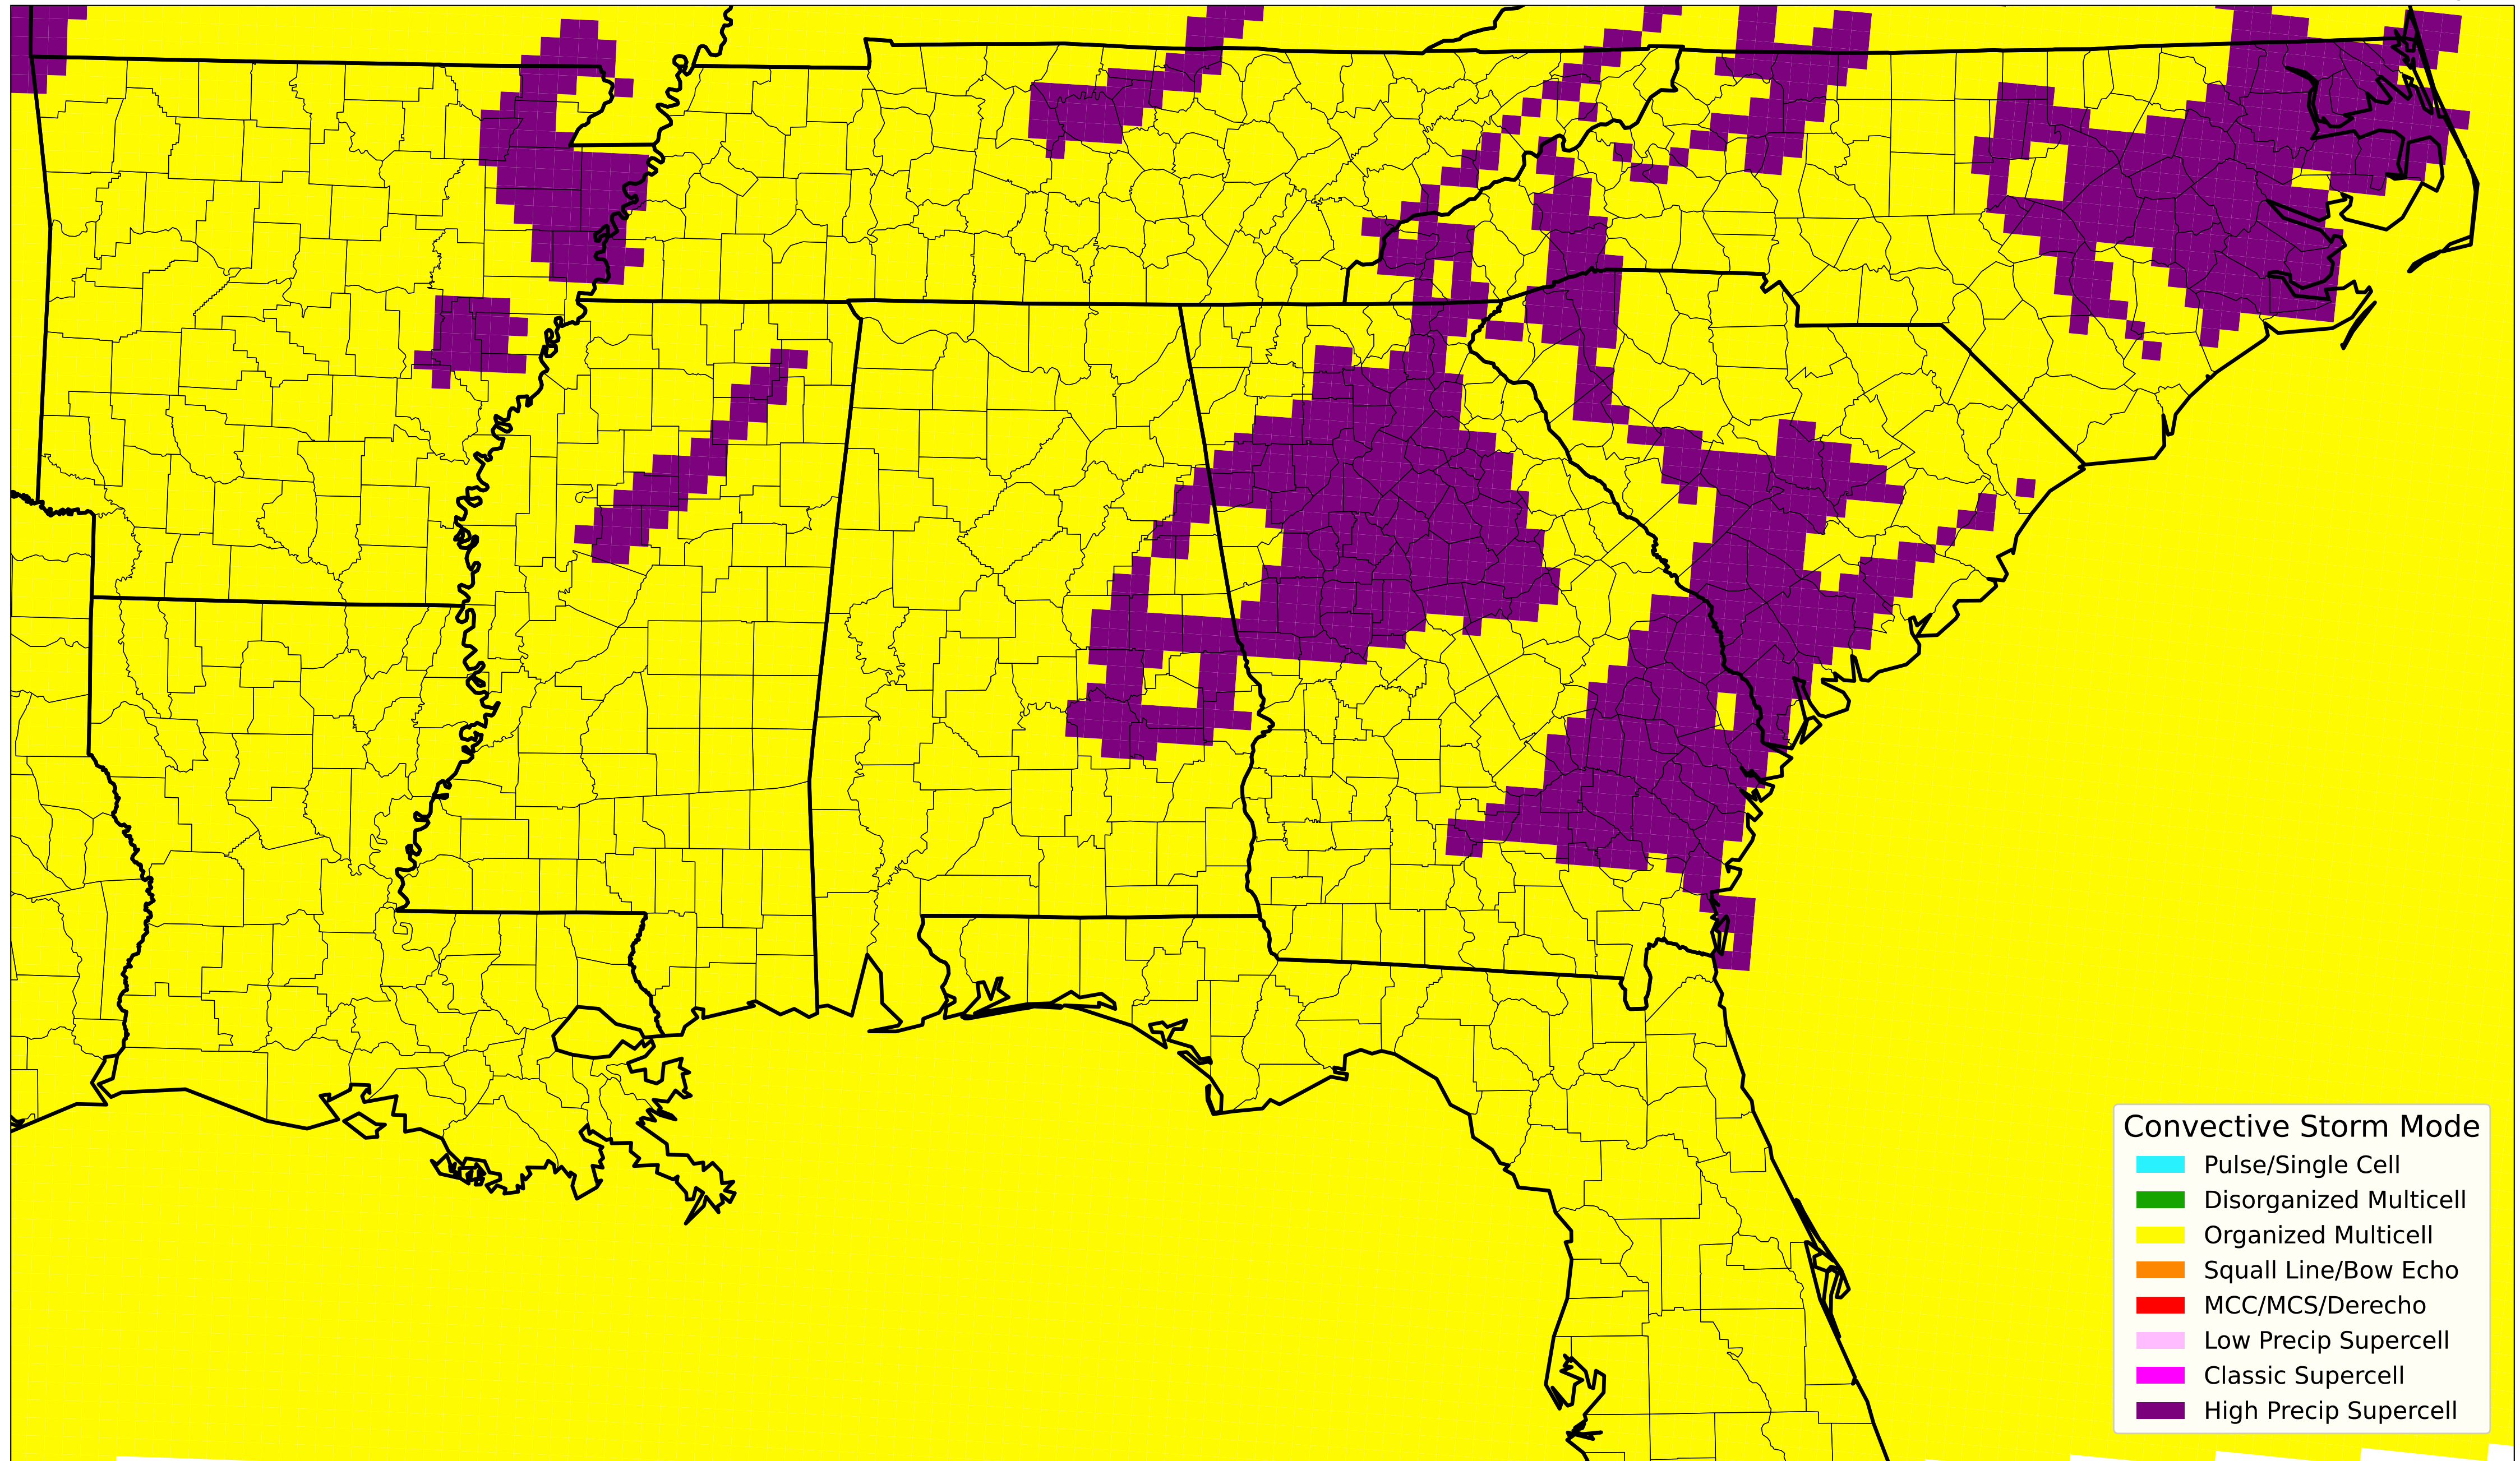 Convective Storm Mode
Pulse/Single Cell
Disorganized Multicell
Organized Multicell
Squall Line/Bow Echo
MCC/MCS/Derecho
Low Precip Supercell
Classic Supercell
High Precip Supercell